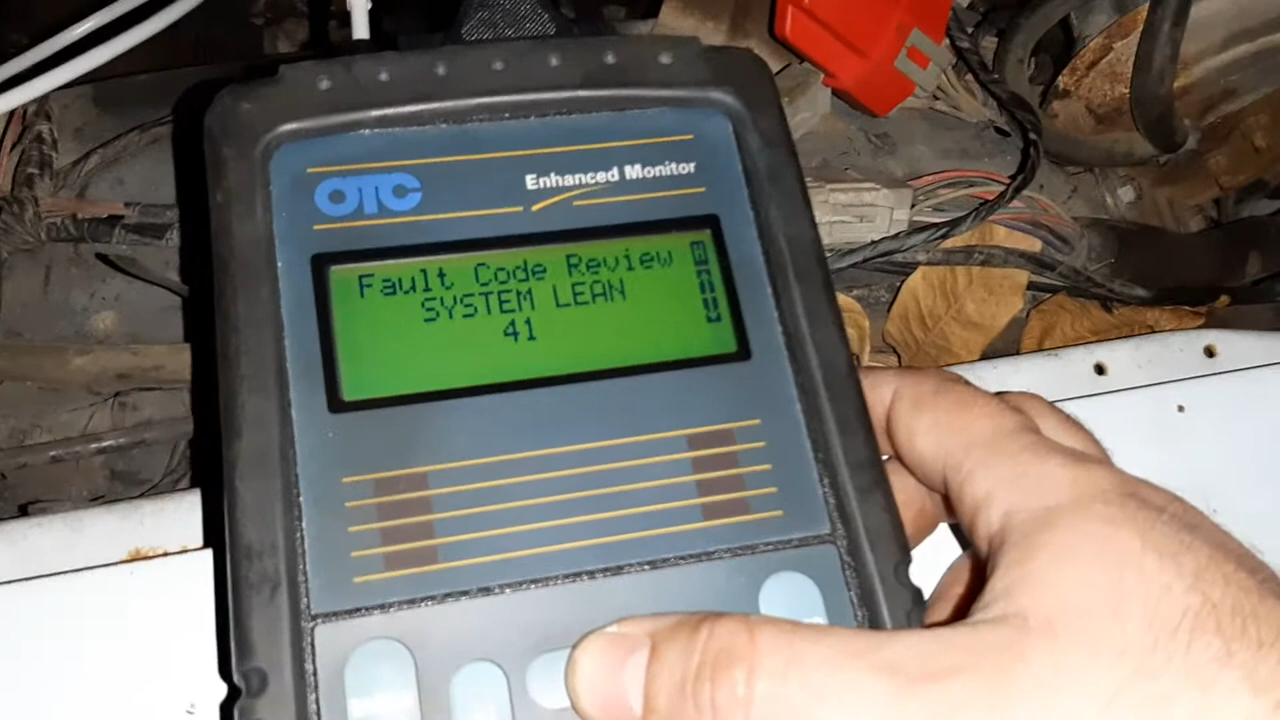 OTC
Enhanced Monitor
Fault Code Review
SYSTEM LEAN
41
H